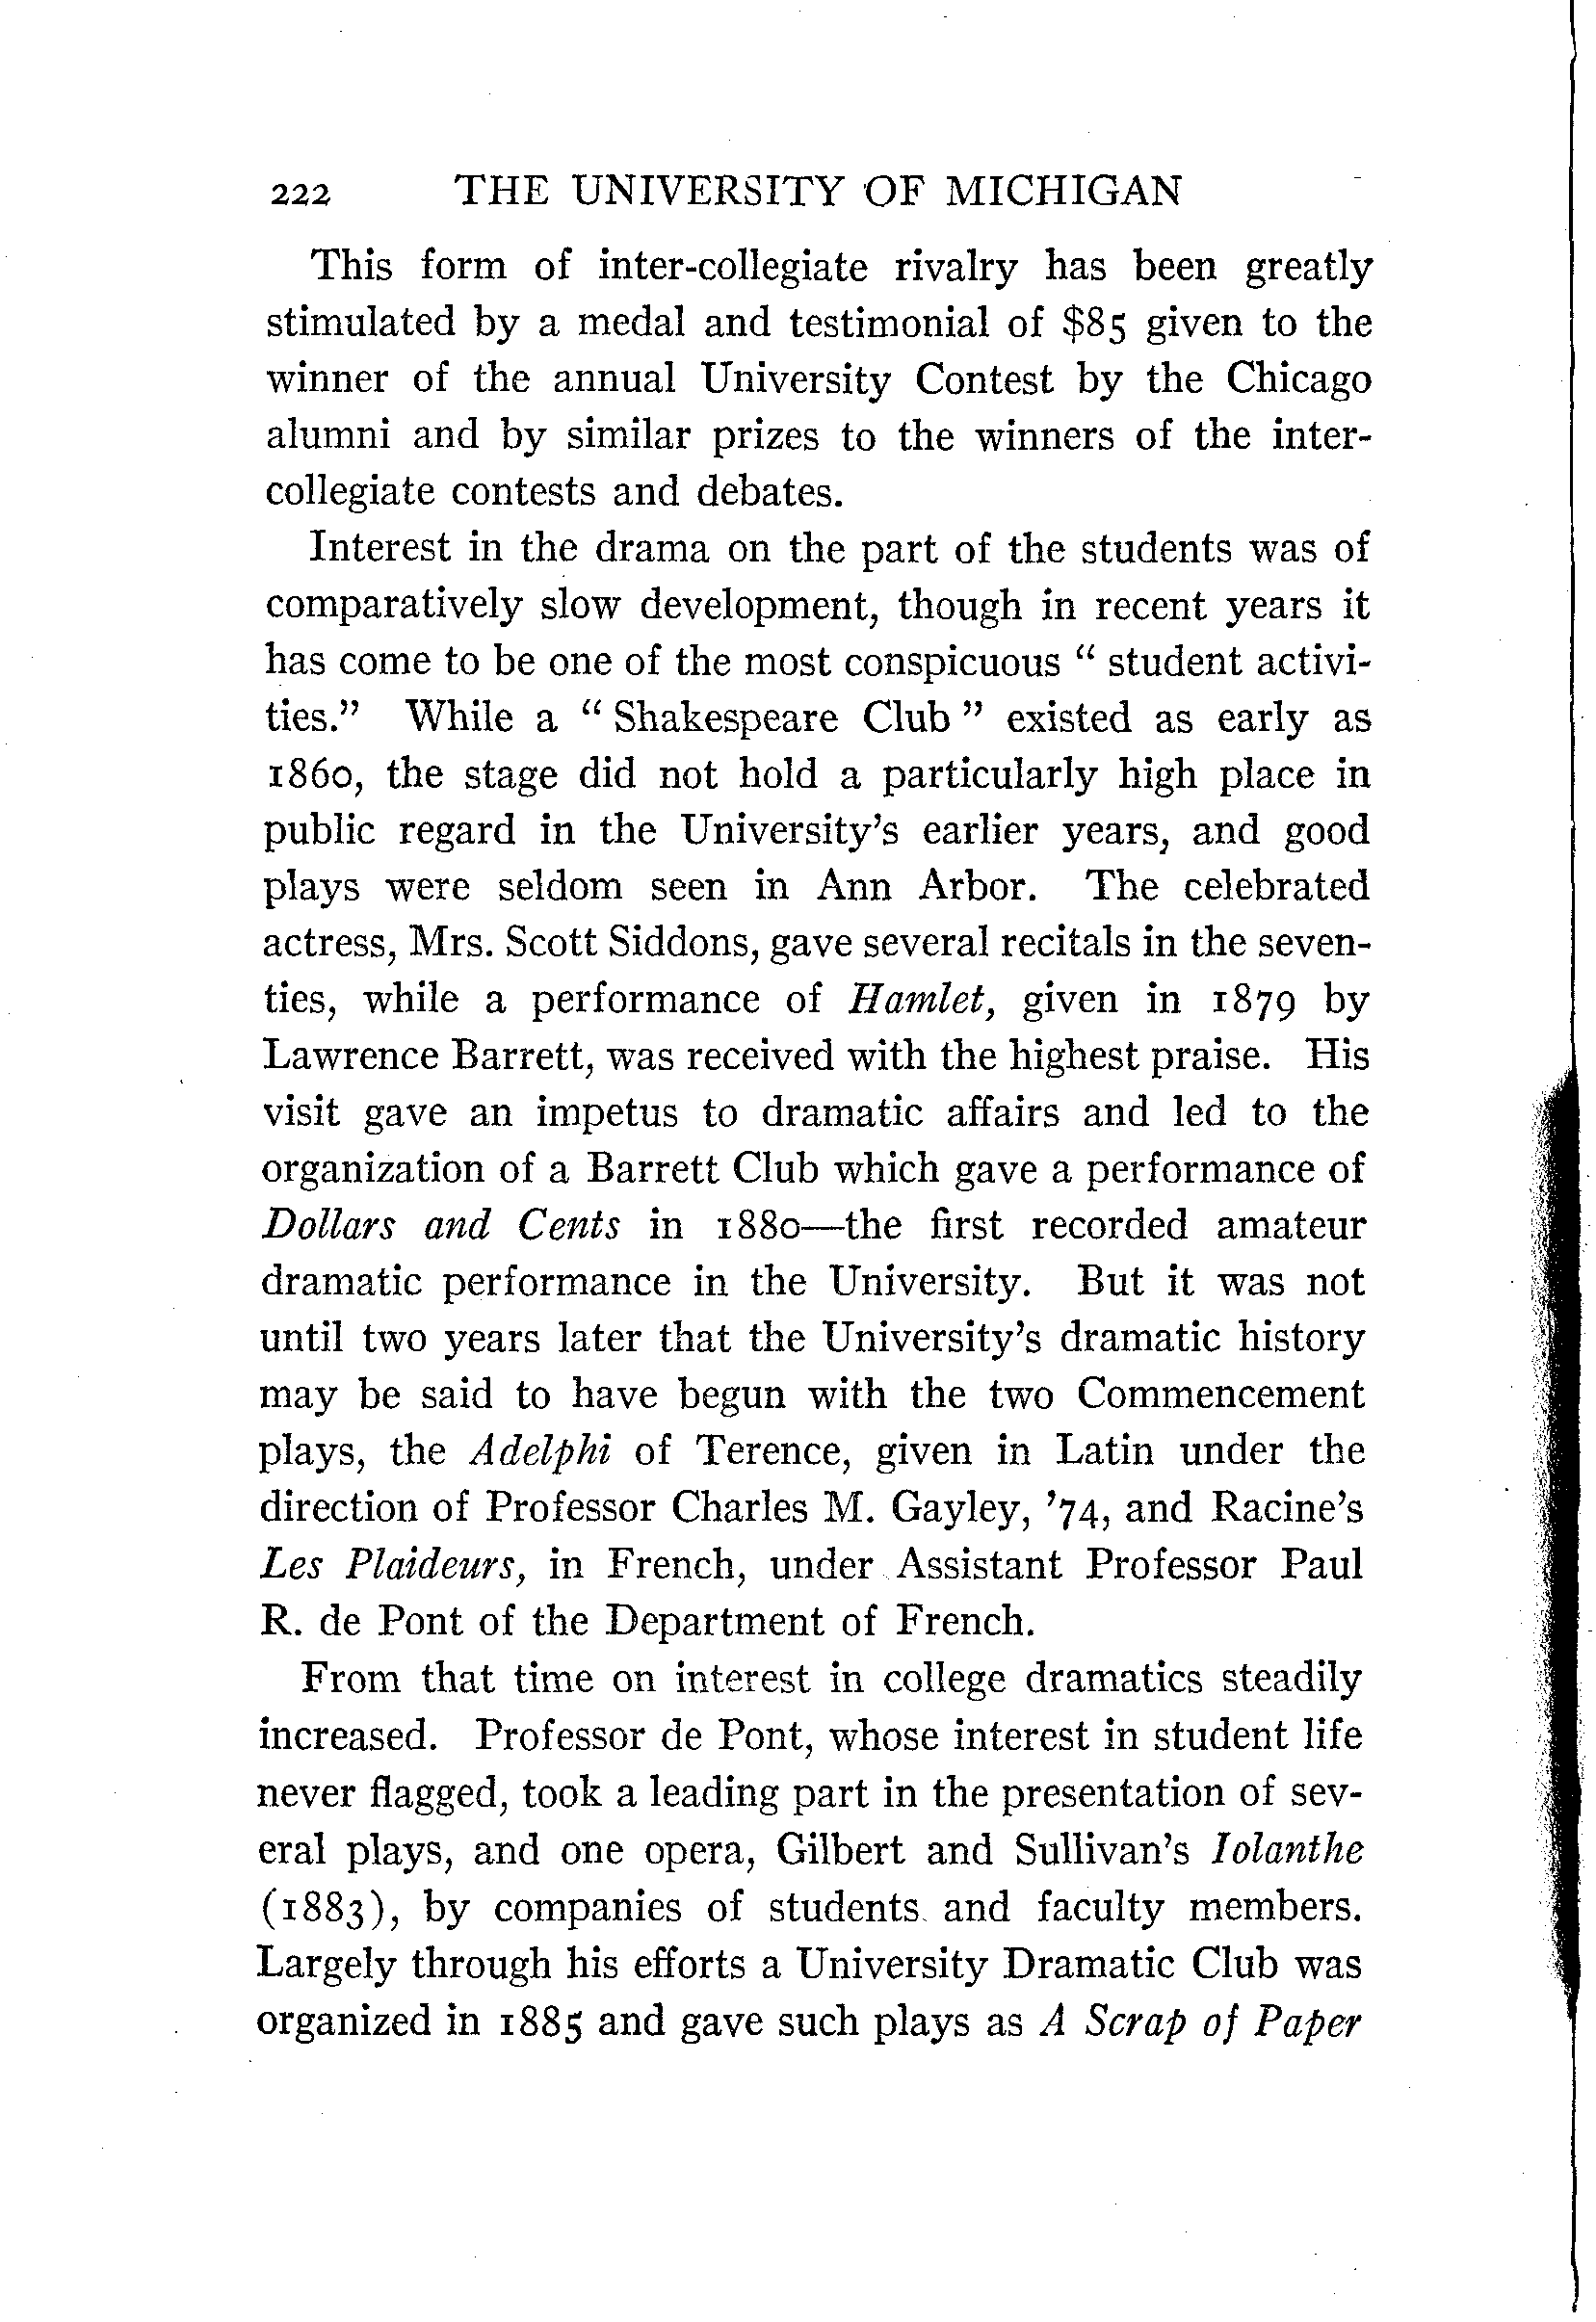 222 THE UNIVERSITY OF MICHIGAN
This form of inter-collegiate rivalry has been greatly
stimulated by a medal and testimonial of $85 given to the
winner of the annual University Contest by the Chicago
alumni and by similar prizes to the winners of the inter-
collegiate contests and debates.
Interest in the drama on the part of the students was of
comparatively slow development, though in recent years it
has come to be one of the most conspicuous “ student activi-
ties.” While a “ Shakespeare Club ” existed as early as
1860, the stage did not hold a particularly high place in
public regard in the University's earlier years, and good
plays were seldom seen in Ann Arbor. The celebrated
actress, Mrs. Scott Siddons, gave several recitals in the seven-
ties, while a performance of Hamlet, given in 1879 by
Lawrence Barrett, was received with the highest praise. His
visit gave an impetus to dramatic affairs and led to the
organization of a Barrett Club which gave a performance of
Dollars and Cents in 1880—the first recorded amateur
dramatic performance in the University. But it was not
until two years later that the University's dramatic history
may be said to have begun with the two Commencement
plays, the Adelphi of Terence, given in Latin under the
direction of Professor Charles M. Gayley, ’74, and Racine's
Les Plaideurs, in French, under Assistant Professor Paul
R. de Pont of the Department of French.
From that time on interest in college dramatics steadily
increased. Professor de Pont, whose interest in student life
never flagged, took a leading part in the presentation of sev-
eral plays, and one opera, Gilbert and Sullivan's Iolanthe
(1883), by companies of students and faculty members.
Largely through his efforts a University Dramatic Club was
organized in 1885 and gave such plays as A Scrap of Paper